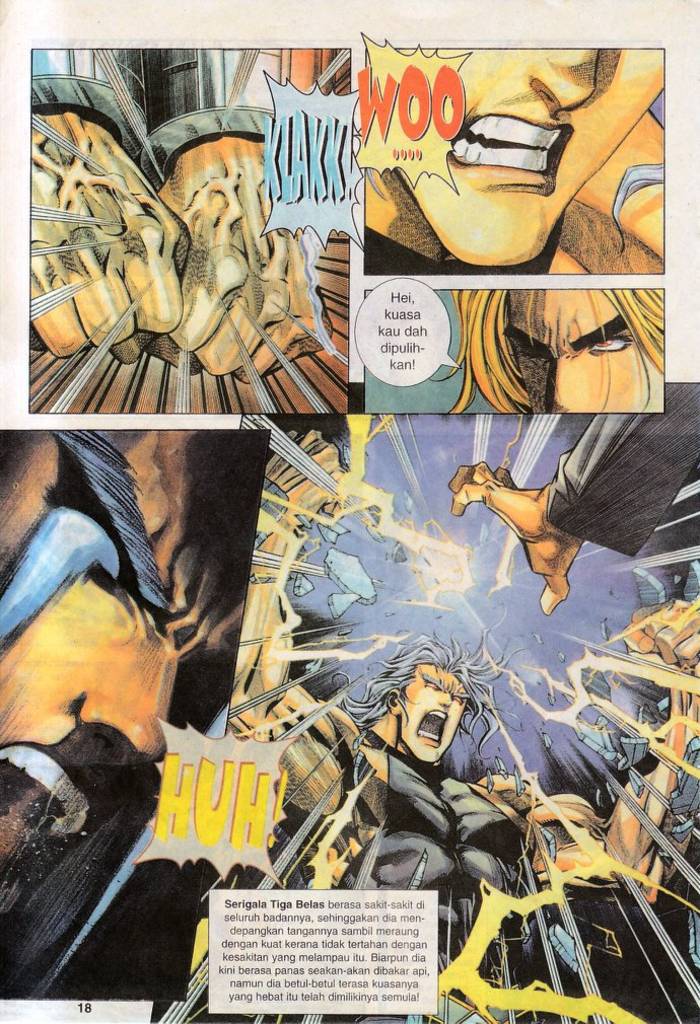 KLAKK!
WOO
....
Hei,
kuasa
kau dah
dipulih-
kan!
HUH!
Serigala Tiga Belas berasa sakit-sakit di
seluruh badannya, sehinggakan dia men-
depangkan tangannya sambil meraung
dengan kuat kerana tidak tertahan dengan
kesakitan yang melampau itu. Biarpun dia
kini berasa panas seakan-akan dibakar api,
namun dia betul-betul terasa kuasanya
yang hebat itu telah dimilikinya semula!
18